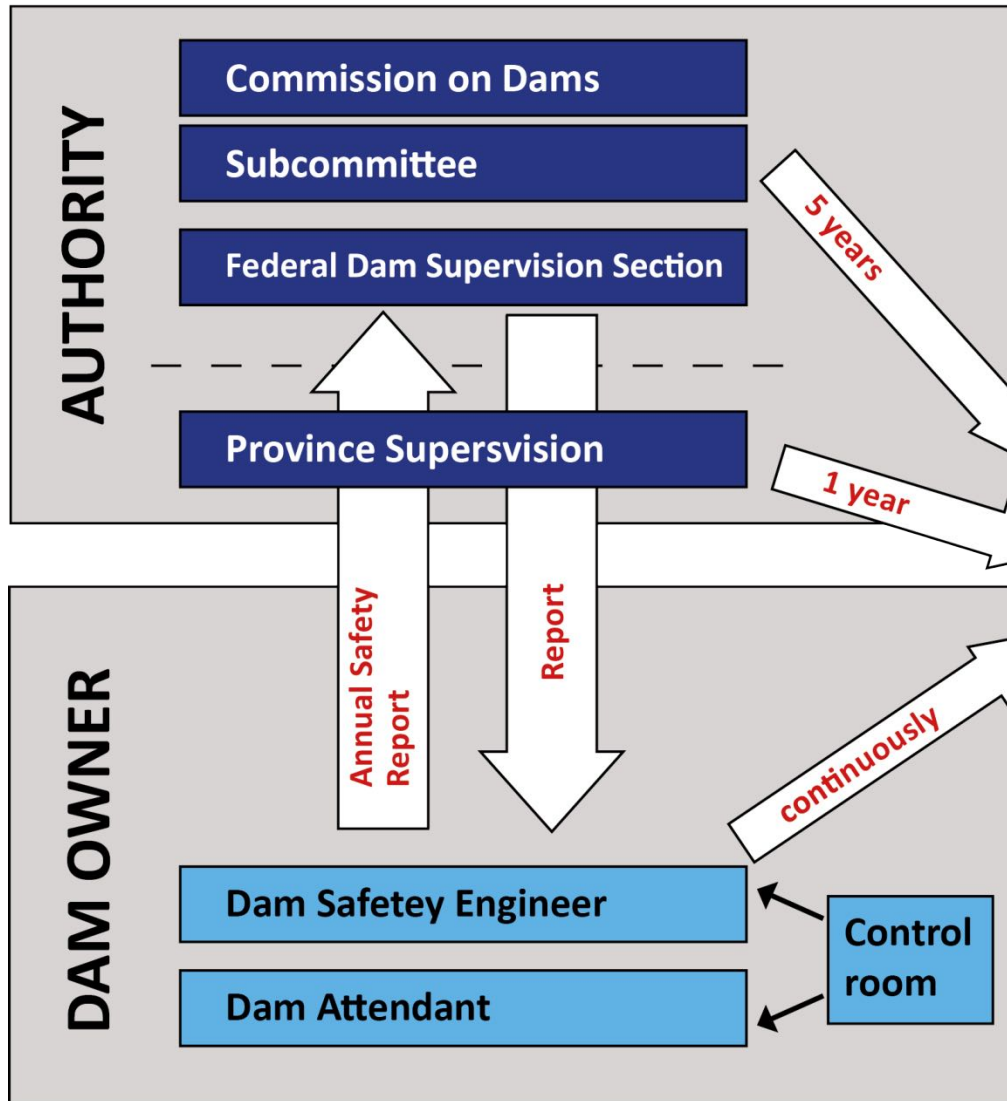 AUTHORITY
Commission on Dams
Subcommittee
Federal Dam Supervision Section
Province Supersvision
5 years
1 year
Annual Safety
Report
Report
continuously
DAM OWNER
Dam Safetey Engineer
Dam Attendant
Control
room